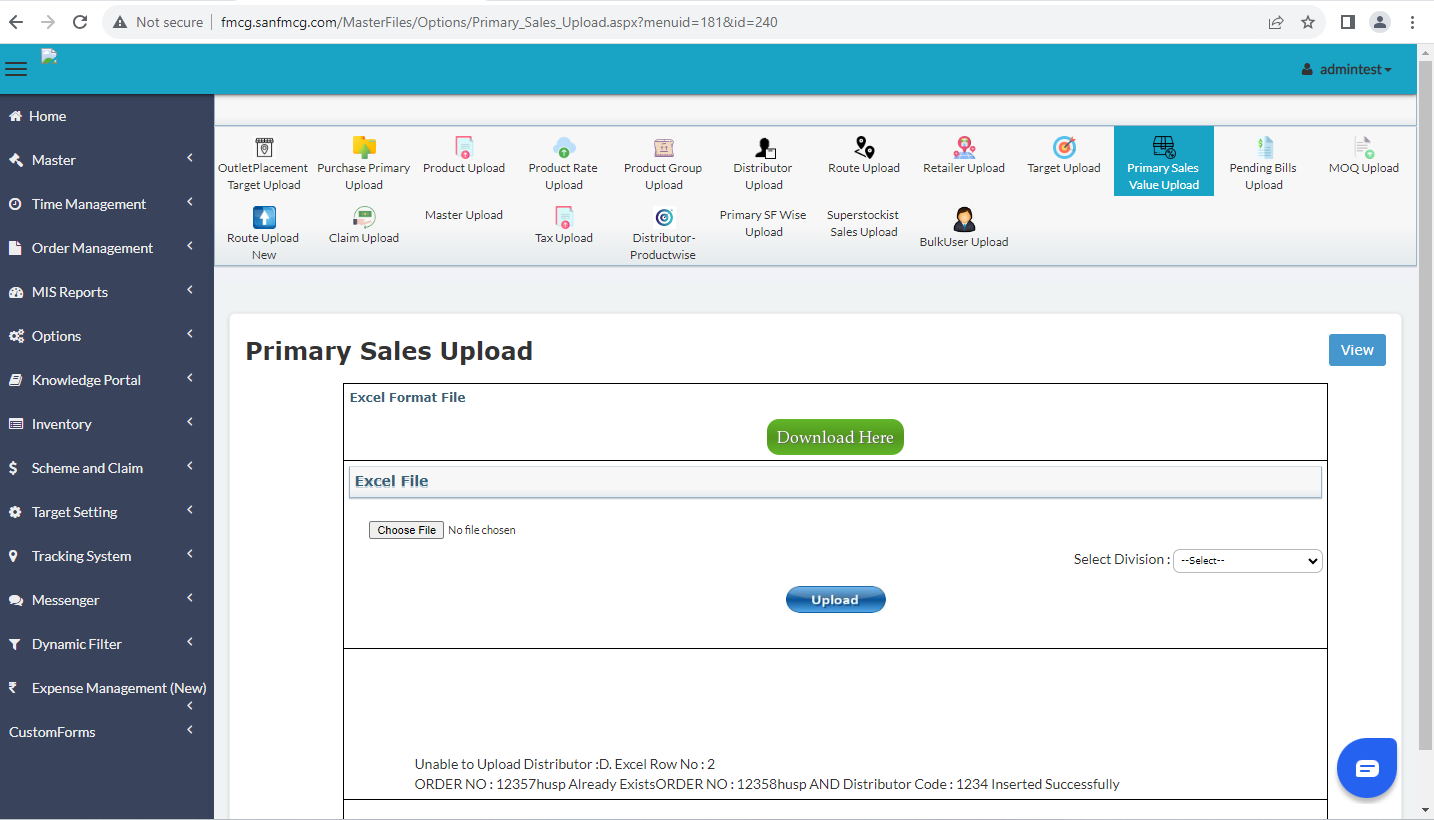 Not secure
fmcg.sanfmcg.com/MasterFiles/Options/Primary_Sales_Upload.aspx?menuid=181&id=240
admintest
Home
Master
Time Management
Order Management
MIS Reports
Options
Knowledge Portal
Inventory
Scheme and Claim
Target Setting
Tracking System
Messenger
Dynamic Filter
Expense Management (New)
CustomForms
OutletPlacement
Target Upload
Purchase Primary
Upload
Product Upload
Product Rate
Upload
Product Group
Upload
Distributor
Upload
Route Upload
Retailer Upload
Target Upload
Primary Sales
Value Upload
Pending Bills
Upload
MOQ Upload
Route Upload
New
Claim Upload
Master Upload
Tax Upload
Distributor-
Productwise
Primary SF Wise
Upload
Superstockist
Sales Upload
BulkUser Upload
Primary Sales Upload
View
Excel Format File
Download Here
Excel File
Choose File No file chosen
Select Division : --Select--
Upload
Unable to Upload Distributor :D. Excel Row No : 2
ORDER NO : 12357husp Already ExistsORDER NO : 12358husp AND Distributor Code : 1234 Inserted Successfully